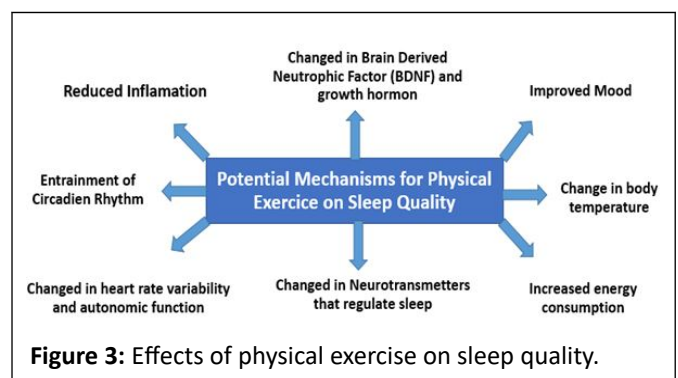 Changed in Brain Derived
Neutrophic Factor (BDNF) and
growth hormon
Reduced Inflamation
Improved Mood
Potential Mechanisms for Physical
Exercice on Sleep Quality
Entrainment of
Circadien Rhythm
Change in body
temperature
Changed in heart rate variability
and autonomic function
Changed in Neurotransmetters
that regulate sleep
Increased energy
consumption
Figure 3: Effects of physical exercise on sleep quality.